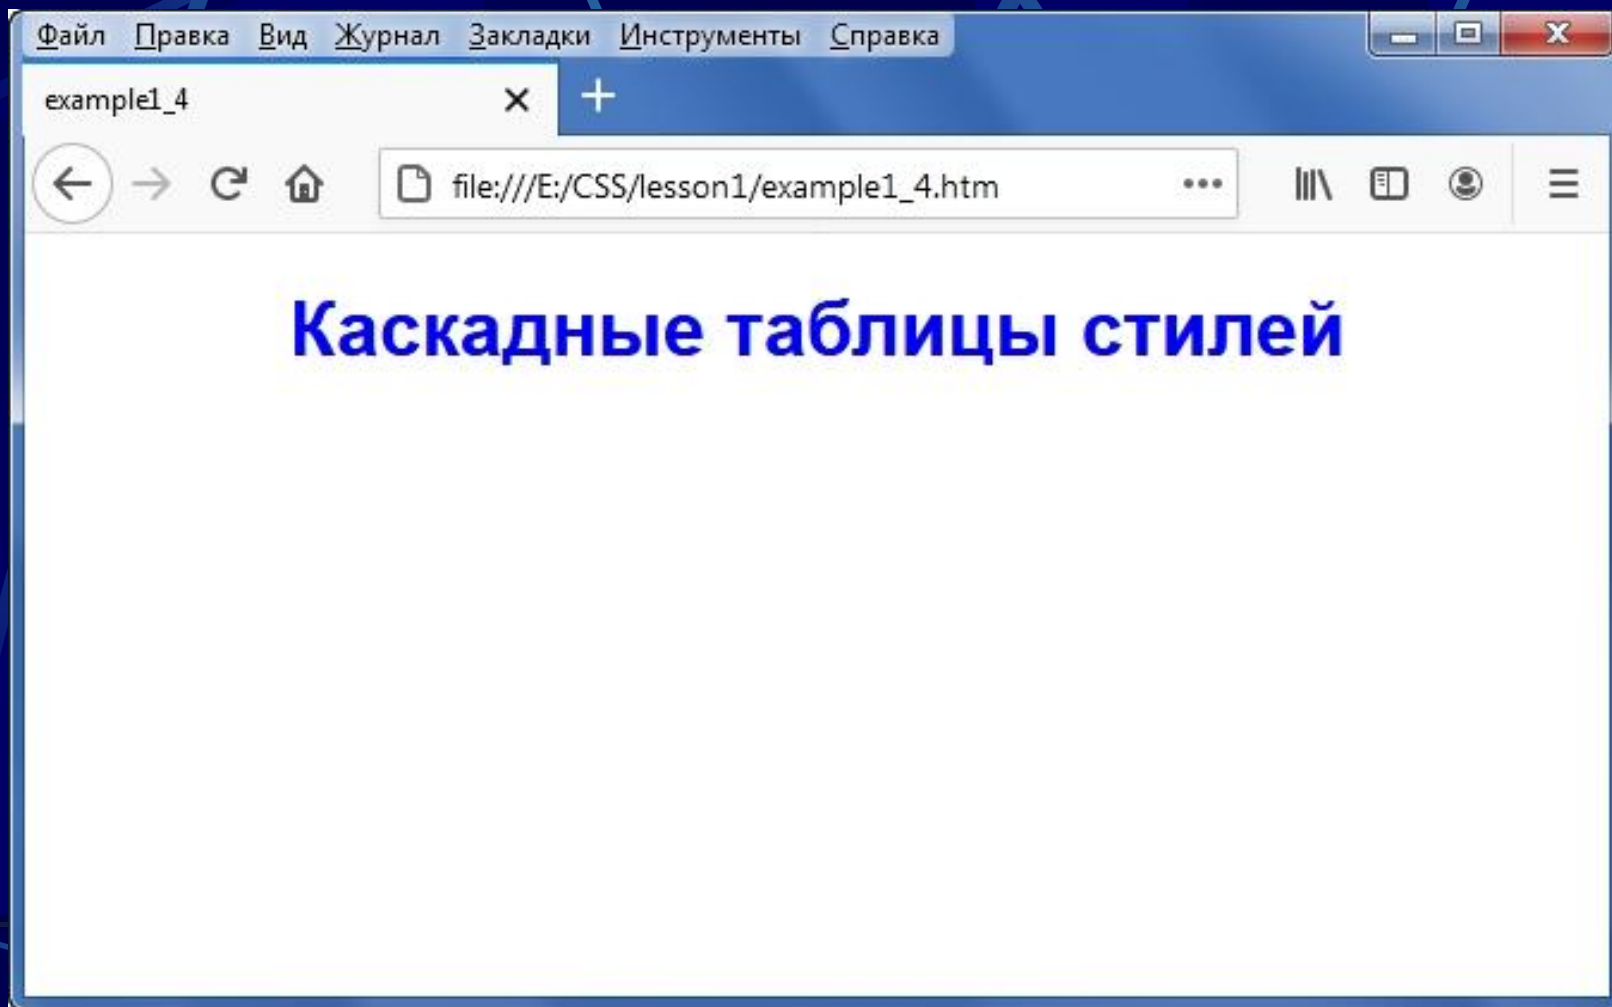 Файл Правка Вид Журнал Закладки Инструменты Справка
example1_4
file:///E:/CSS/lesson1/example1_4.htm
Каскадные таблицы стилей